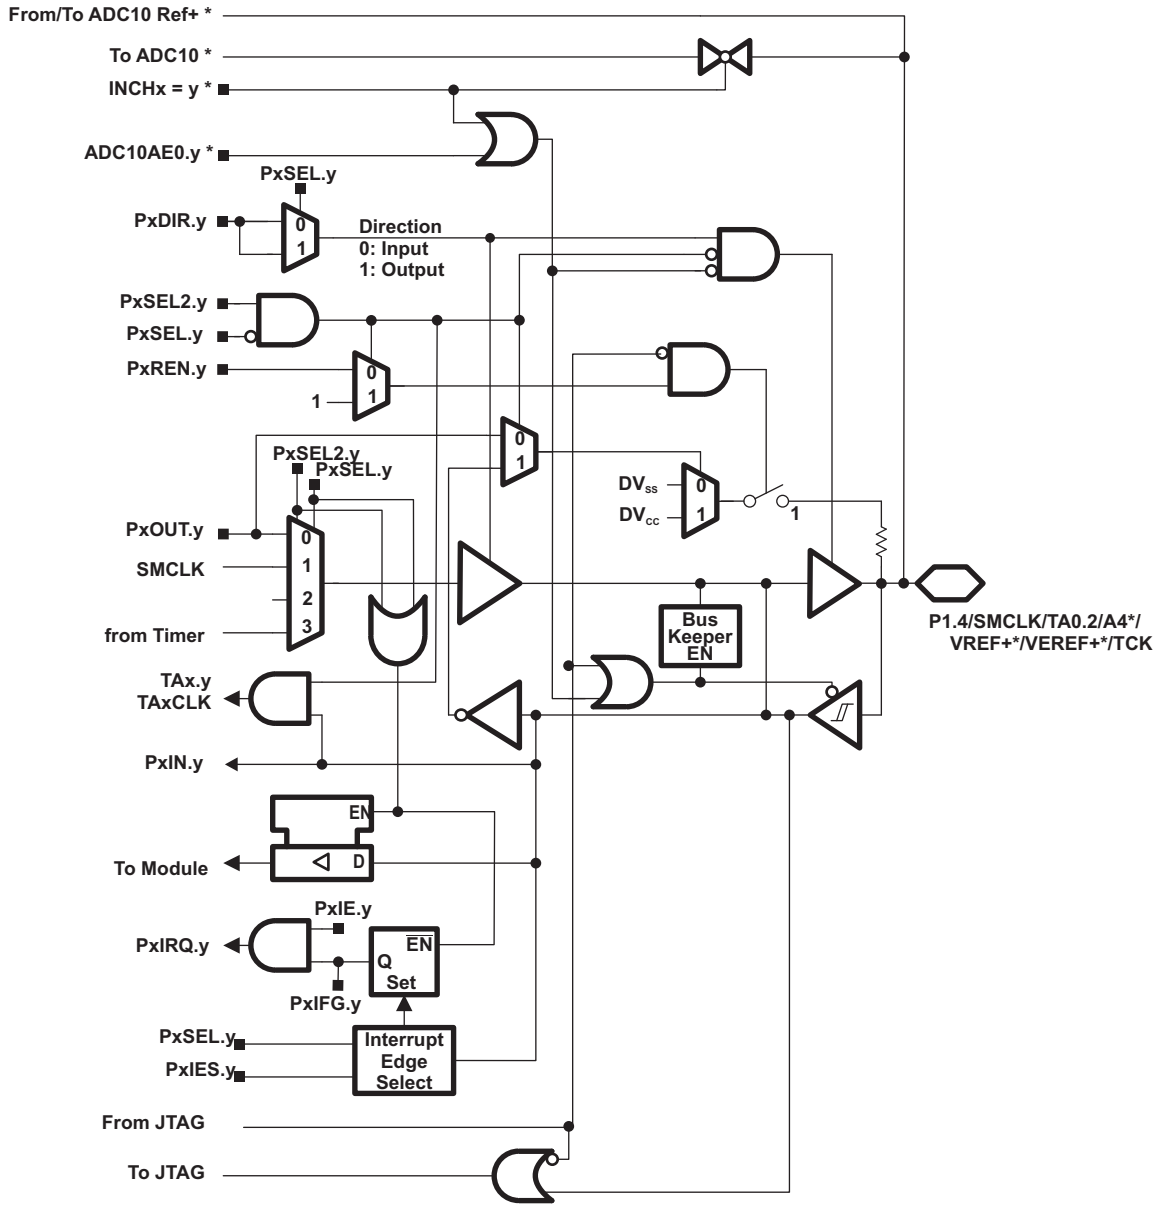 From/To ADC10 Ref+ *
To ADC10 *
INCHx = y *
ADC10AE0.y *
PxSEL.y
PxDIR.y
0
1
Direction
0: Input
1: Output
PxSEL2.y
PxSEL.y
PxREN.y
0
1
1
0
1
PxSEL2.y
PxSEL.y
DVSS
DVCC
0
1
1
PxOUT.y
SMCLK
from Timer
0
1
2
3
Bus
Keeper
EN
P1.4/SMCLK/TA0.2/A4*/
VREF+*/VEREF+*/TCK
TAx.y
TAxCLK
PxIN.y
EN
D
To Module
PxIE.y
PxIRQ.y
EN
Q
Set
PxIFG.y
PxSEL.y
PxIES.y
Interrupt
Edge
Select
From JTAG
To JTAG